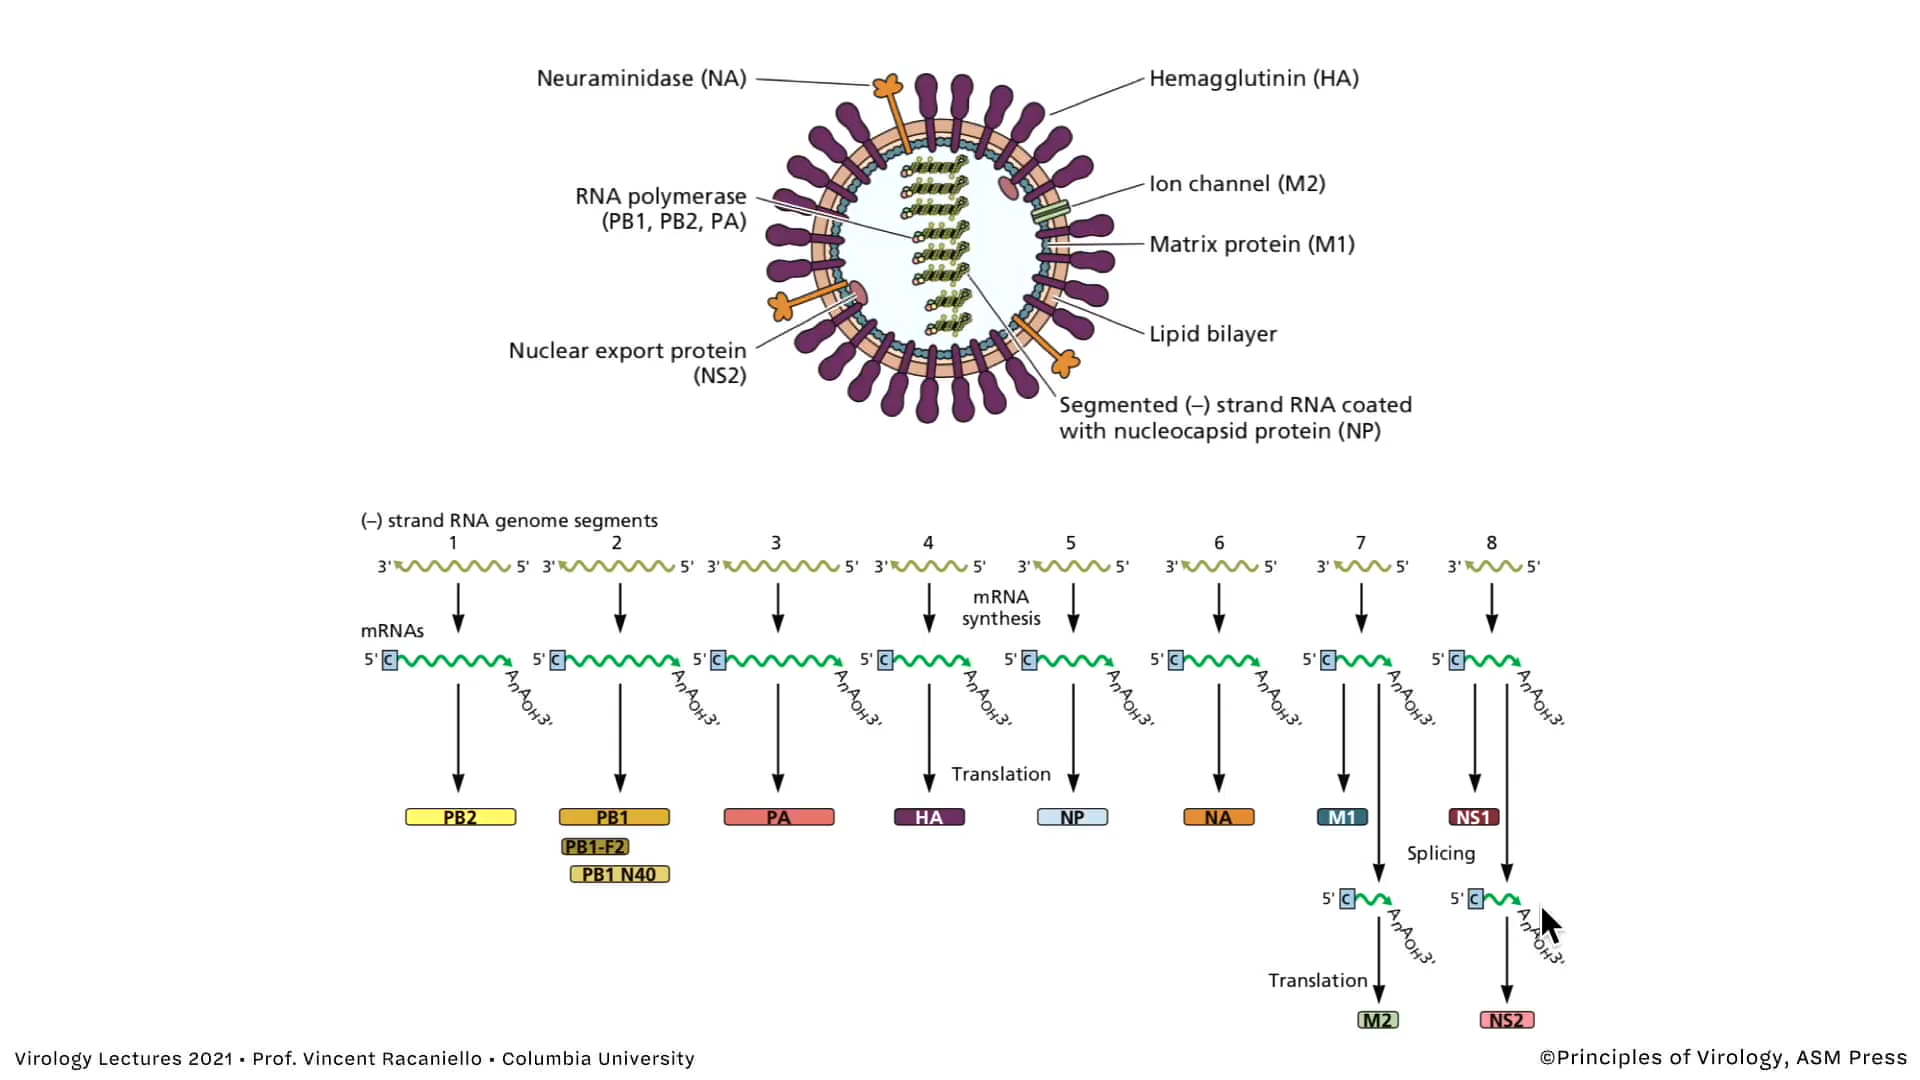 Neuraminidase (NA)
Hemagglutinin (HA)
RNA polymerase
(PB1, PB2, PA)
Ion channel (M2)
Matrix protein (M1)
Nuclear export protein
(NS2)
Lipid bilayer
Segmented (–) strand RNA coated
with nucleocapsid protein (NP)
(–) strand RNA genome segments
1 2 3 4 5 6 7 8
3' 5' 3' 5' 3' 5' 3' 5' 3' 5' 3' 5' 3' 5' 3' 5'
mRNA
synthesis
mRNAs
5' C 5' C 5' C 5' C 5' C 5' C 5' C 5' C
AnAOH3' AnAOH3' AnAOH3' AnAOH3' AnAOH3' AnAOH3' AnAOH3' AnAOH3'
Translation
PB2 PB1 PA HA NP NA M1 NS1
PB1-F2
PB1 N40
Splicing
5' C 5' C
AnAOH3' AnAOH3'
Translation
M2 NS2
Virology Lectures 2021 • Prof. Vincent Racaniello • Columbia University
©Principles of Virology, ASM Press